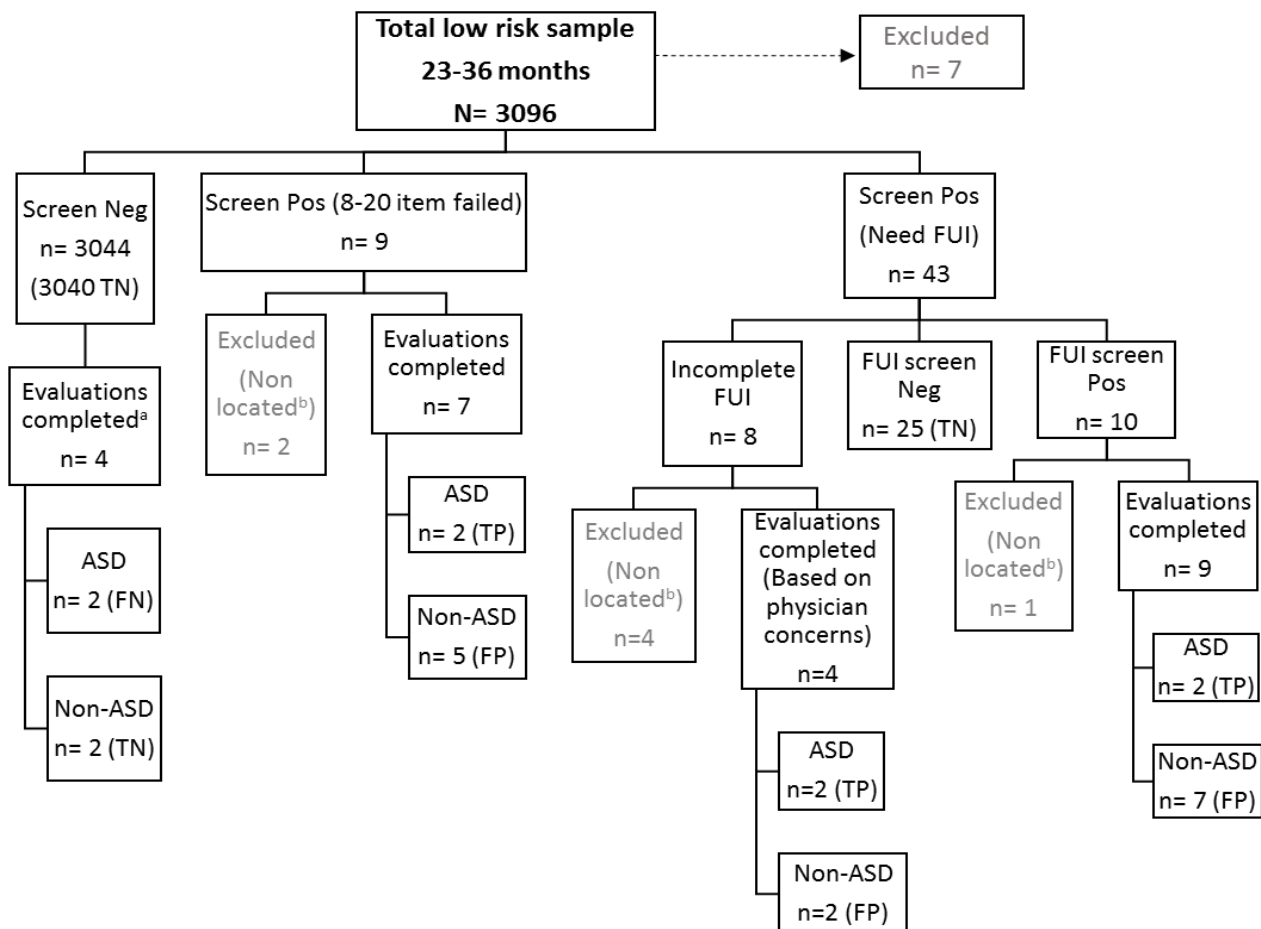 Total low risk sample
23-36 months
N= 3096
Excluded
n= 7
Screen Neg
n= 3044
(3040 TN)
Screen Pos (8-20 item failed)
n= 9
Screen Pos
(Need FUI)
n= 43
Evaluations
completedᵃ
n= 4
Excluded
(Non
locatedᵇ)
n= 2
Evaluations
completed
n= 7
Incomplete
FUI
n= 8
FUI screen
Neg
n= 25 (TN)
FUI screen
Pos
n= 10
ASD
n= 2 (FN)
Non-ASD
n= 2 (TN)
ASD
n= 2 (TP)
Non-ASD
n= 5 (FP)
Excluded
(Non
locatedᵇ)
n=4
Evaluations
completed
(Based on
physician
concerns)
n=4
Excluded
(Non
locatedᵇ)
n= 1
Evaluations
completed
n= 9
ASD
n=2 (TP)
Non-ASD
n=2 (FP)
ASD
n= 2 (TP)
Non-ASD
n= 7 (FP)